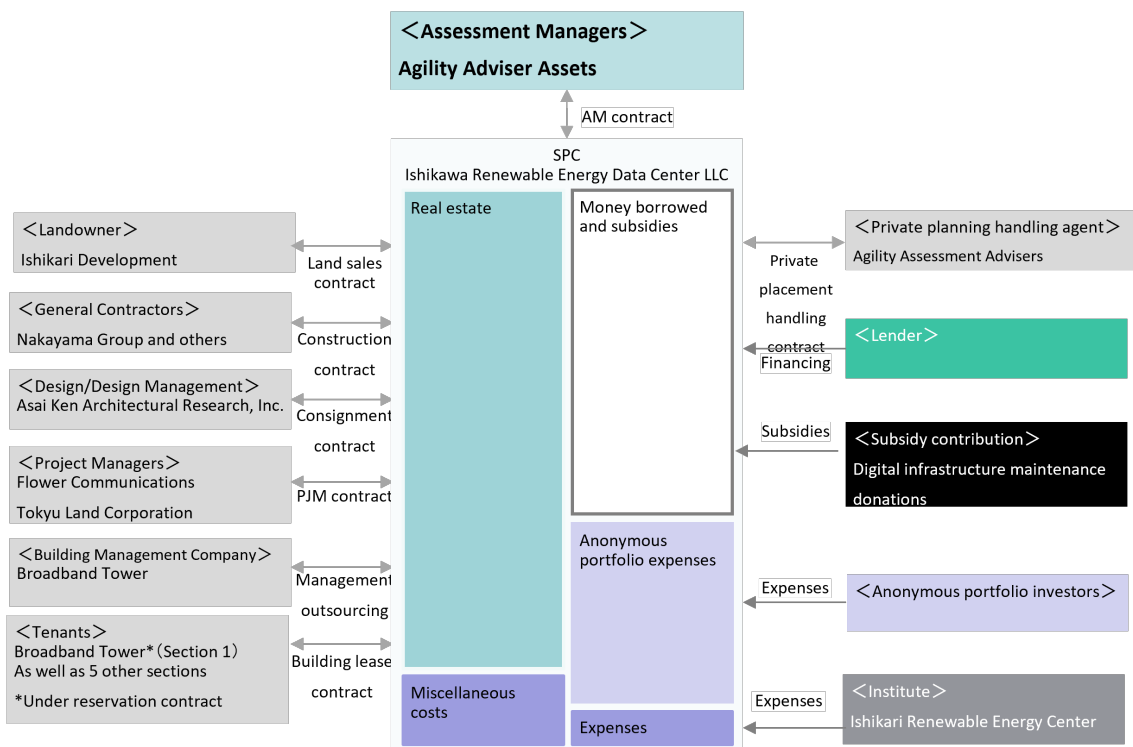 ＜Assessment Managers＞
Agility Adviser Assets
AM contract
SPC
Ishikawa Renewable Energy Data Center LLC
Real estate
Miscellaneous
costs
Money borrowed
and subsidies
Anonymous
portfolio expenses
Expenses
＜Landowner＞
Ishikari Development
Land sales
contract
＜General Contractors＞
Nakayama Group and others
Construction
contract
＜Design/Design Management＞
Asai Ken Architectural Research, Inc.
Consignment
contract
＜Project Managers＞
Flower Communications
Tokyu Land Corporation
PJM contract
＜Building Management Company＞
Broadband Tower
Management
outsourcing
＜Tenants＞
Broadband Tower*（Section 1）
As well as 5 other sections
*Under reservation contract
Building lease
contract
＜Private planning handling agent＞
Agility Assessment Advisers
Private
placement
handling
contract
＜Lender＞
Financing
＜Subsidy contribution＞
Digital infrastructure maintenance
donations
Subsidies
＜Anonymous portfolio investors＞
Expenses
＜Institute＞
Ishikari Renewable Energy Center
Expenses